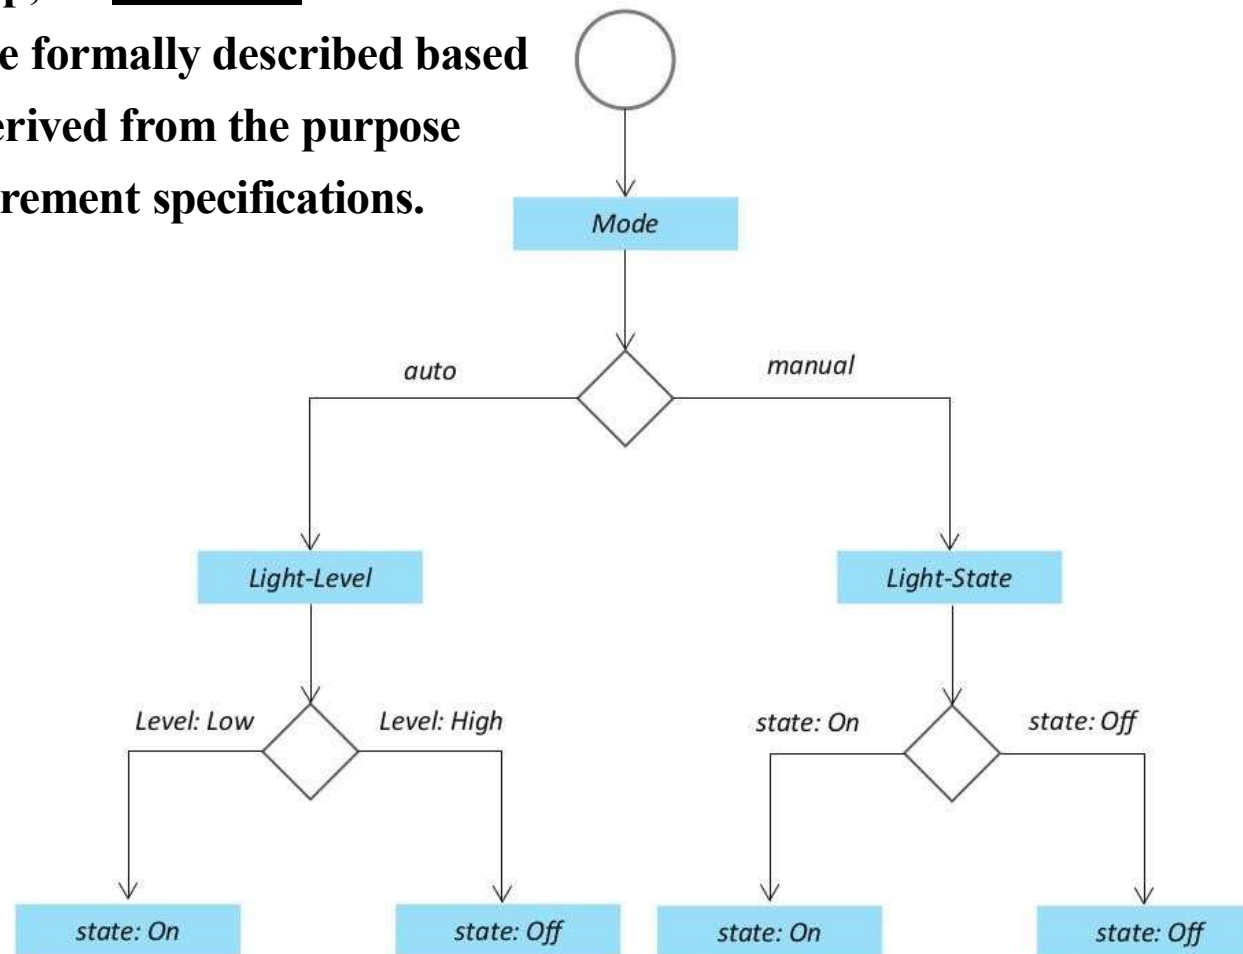 e formally described based
erived from the purpose
rement specifications.
Mode
auto
manual
Light-Level
Light-State
Level: Low
Level: High
state: On
state: Off
state: On
state: Off
state: On
state: Off